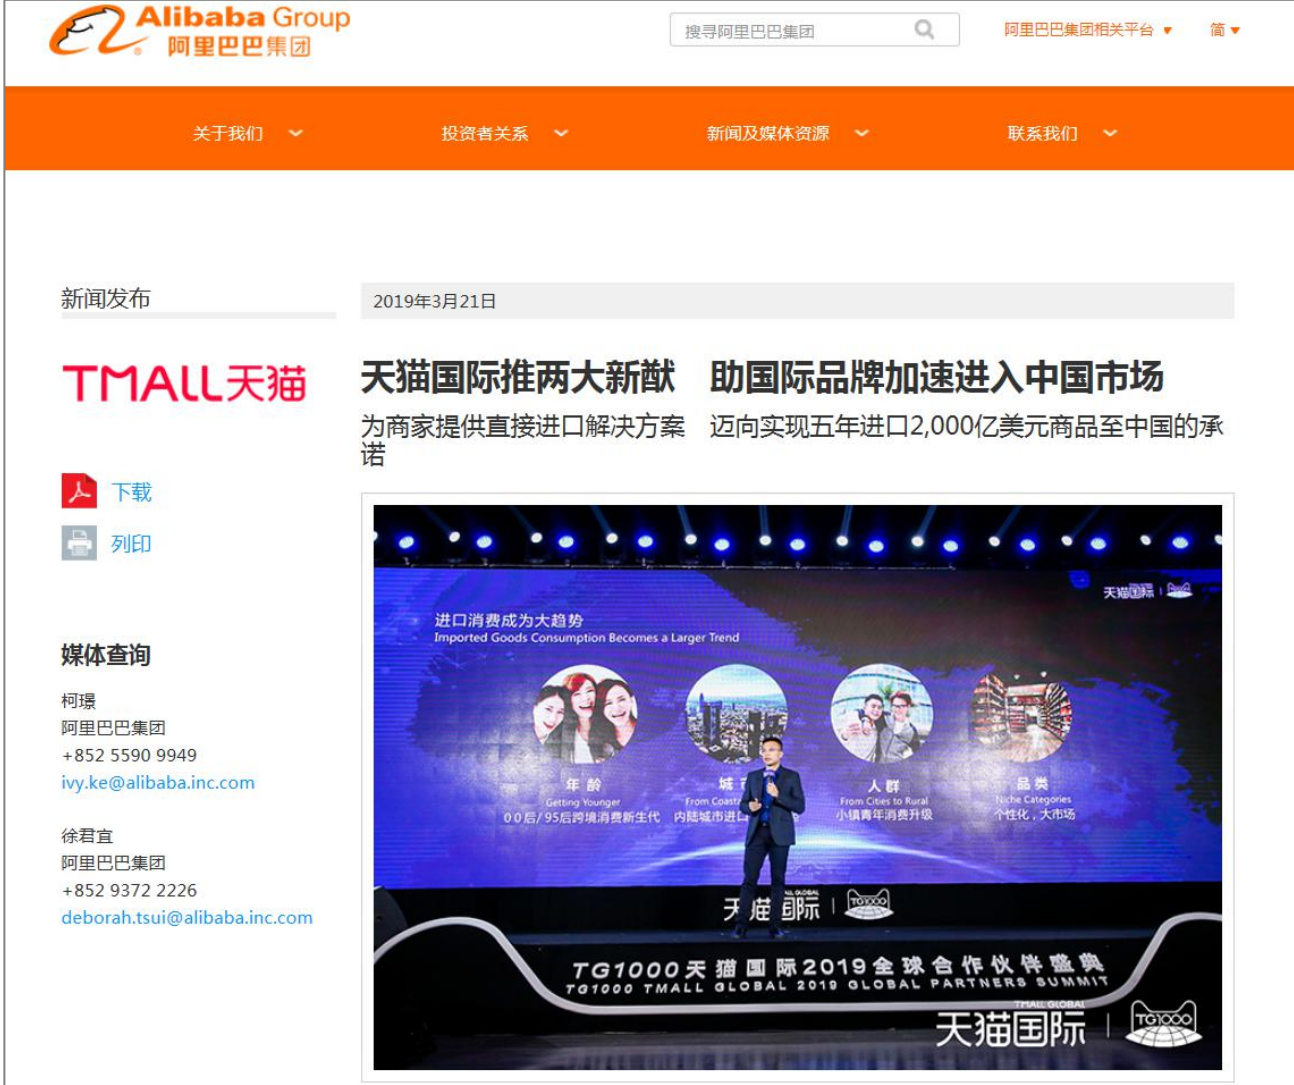 Alibaba Group
阿里巴巴集团
搜寻阿里巴巴集团
阿里巴巴集团相关平台
简
关于我们
投资者关系
新闻及媒体资源
联系我们
新闻发布
2019年3月21日
TMALL天猫
天猫国际推两大新猷 助国际品牌加速进入中国市场
为商家提供直接进口解决方案 迈向实现五年进口2,000亿美元商品至中国的承
诺
下载
列印
媒体查询
柯璟
阿里巴巴集团
+852 5590 9949
ivy.ke@alibaba.inc.com
徐君宜
阿里巴巴集团
+852 9372 2226
deborah.tsui@alibaba.inc.com
天猫国际
进口消费成为大趋势
Imported Goods Consumption Becomes a Larger Trend
年龄
Getting Younger
00后/95后跨境消费新生代
城
From
内陆城市进口
人群
From Cities to Rural
小镇青年消费升级
品类
Niche Categories
个性化，大市场
天猫国际
TG1000
TG1000天猫国际2019全球合作伙伴盛典
TG1000 TMALL GLOBAL 2019 GLOBAL PARTNERS SUMMIT
TMALL GLOBAL
天猫国际
TG1000